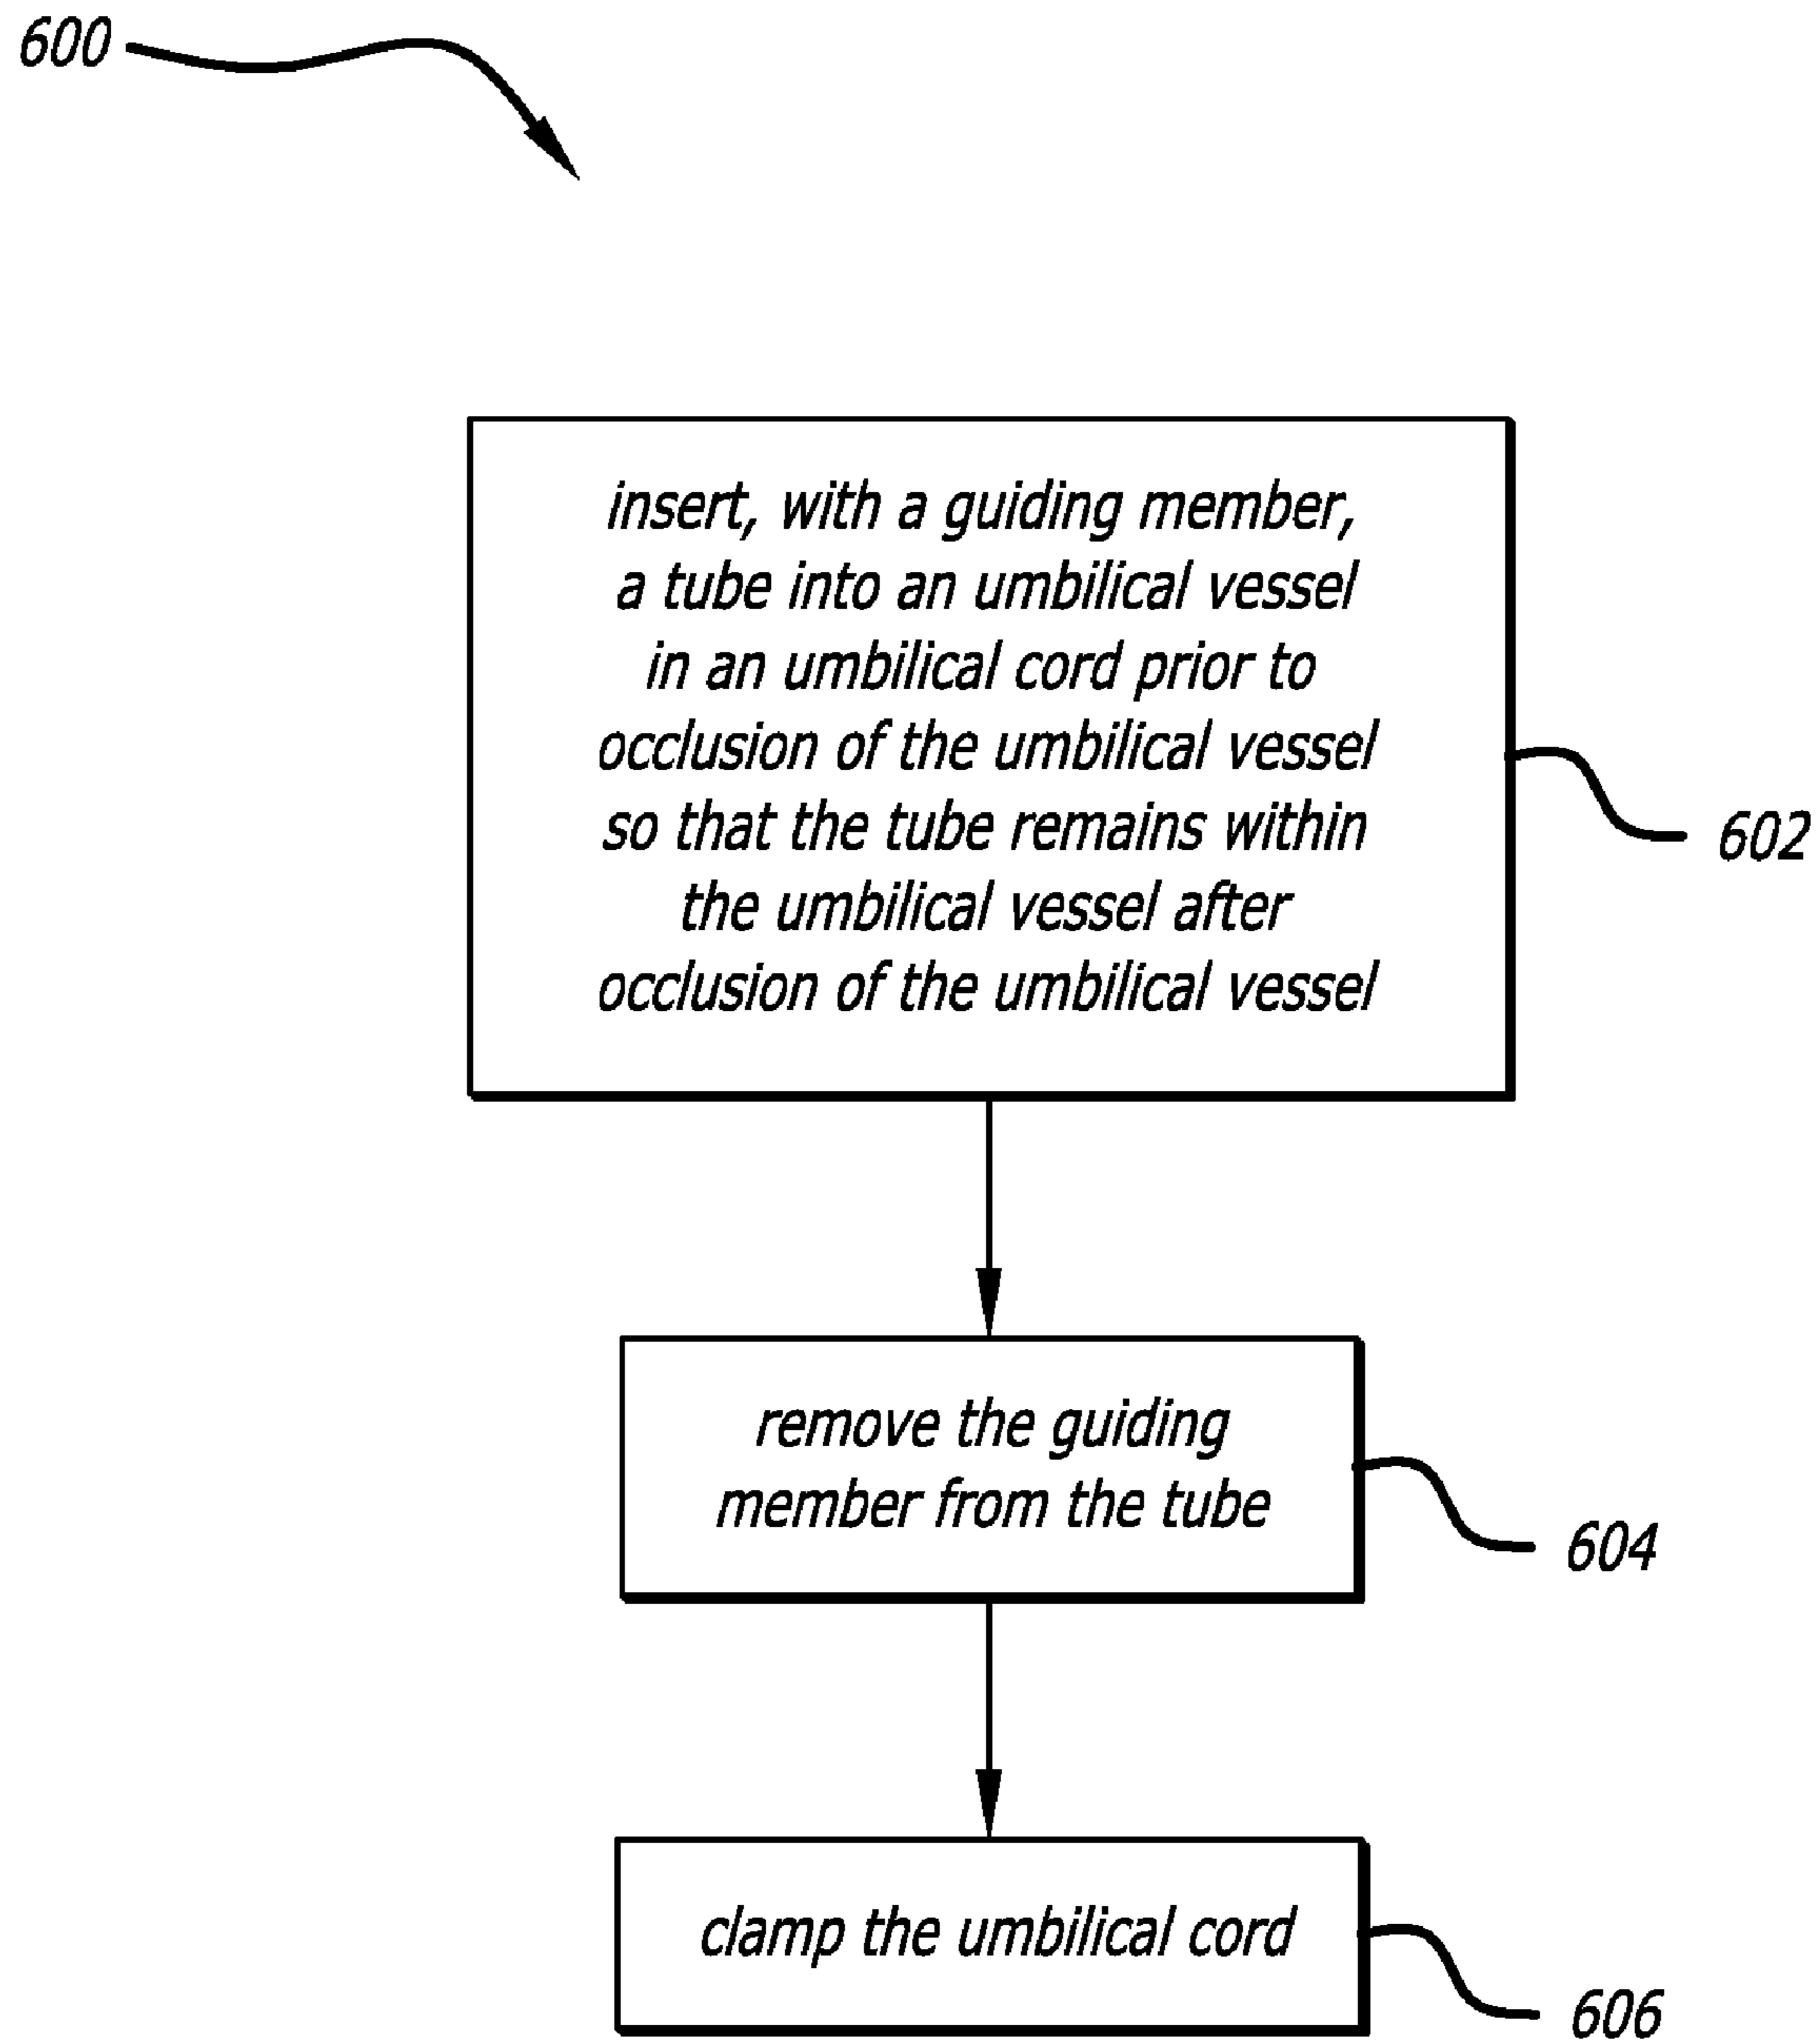 600
insert, with a guiding member,
a tube into an umbilical vessel
in an umbilical cord prior to
occlusion of the umbilical vessel
so that the tube remains within
the umbilical vessel after
occlusion of the umbilical vessel
602
remove the guiding
member from the tube
604
clamp the umbilical cord
606